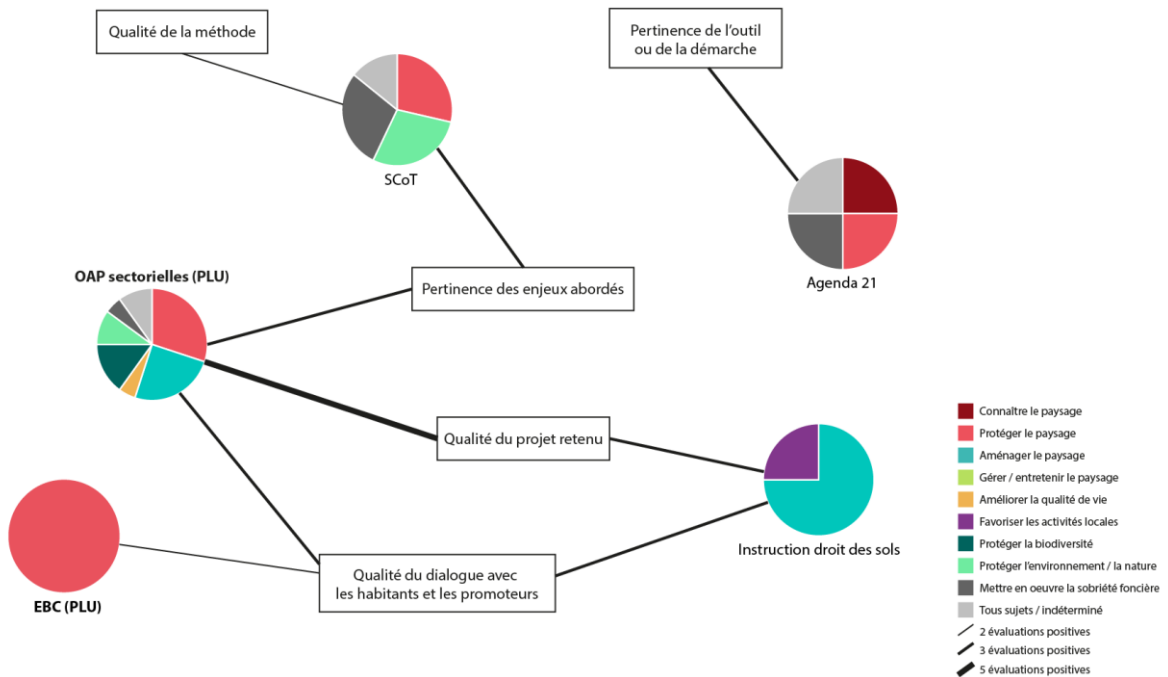 Qualité de la méthode
Pertinence de l'outil
ou de la démarche
SCoT
Agenda 21
OAP sectorielles (PLU)
Pertinence des enjeux abordés
Qualité du projet retenu
Instruction droit des sols
EBC (PLU)
Qualité du dialogue avec
les habitants et les promoteurs
Connaître le paysage
Protéger le paysage
Aménager le paysage
Gérer / entretenir le paysage
Améliorer la qualité de vie
Favoriser les activités locales
Protéger la biodiversité
Protéger l'environnement / la nature
Mettre en oeuvre la sobriété foncière
Tous sujets / indéterminé
2 évaluations positives
3 évaluations positives
5 évaluations positives